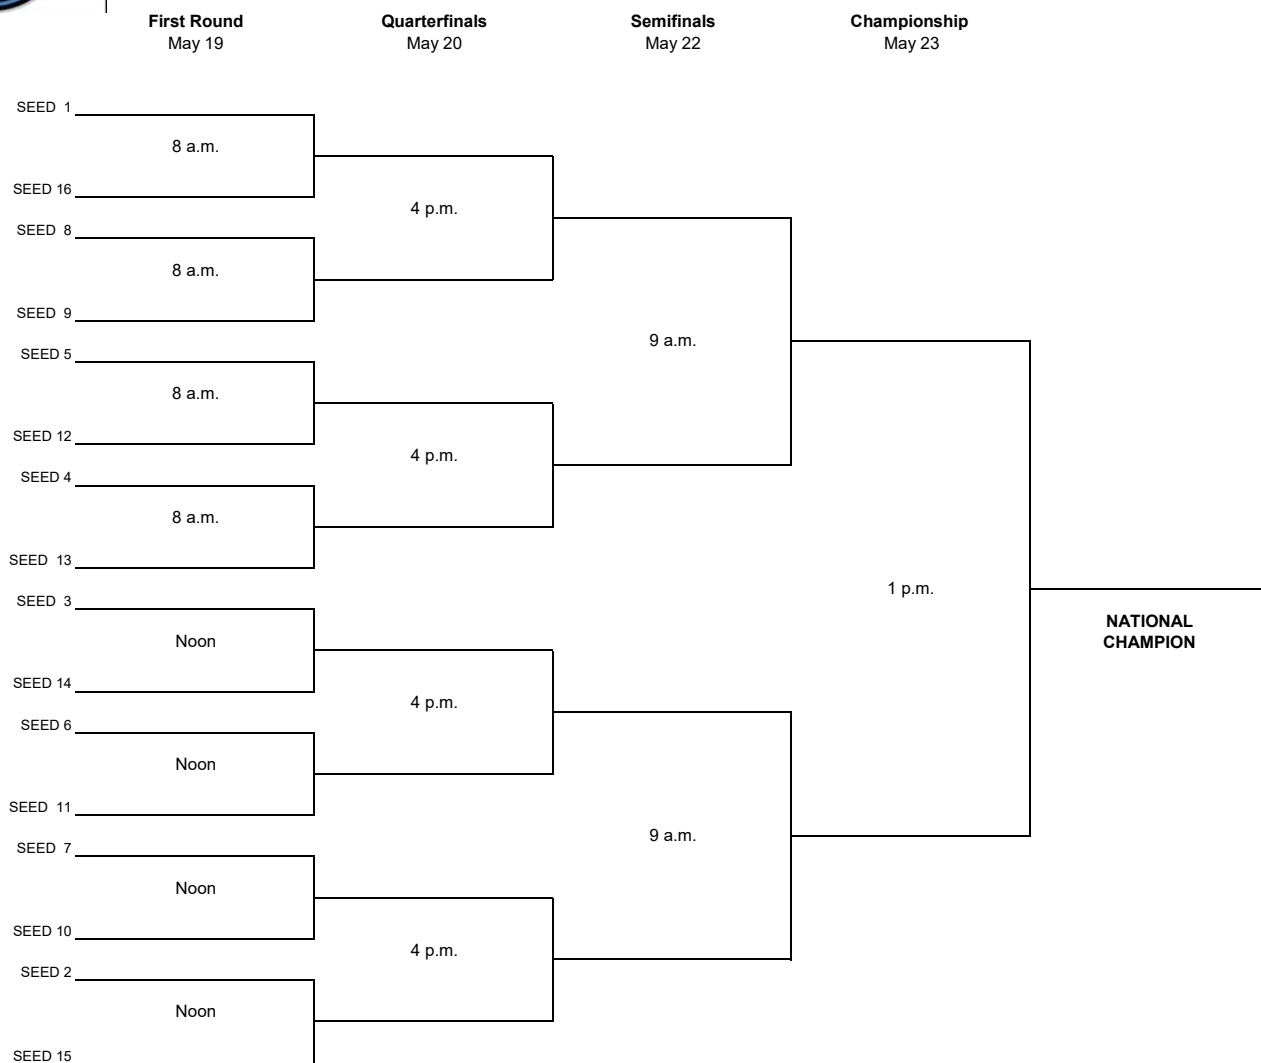 First Round Quarterfinals Semifinals Championship
May 19 May 20 May 22 May 23
SEED 1
8 a.m.
SEED 16
4 p.m.
SEED 8
8 a.m.
SEED 9
9 a.m.
SEED 5
8 a.m.
SEED 12
4 p.m.
SEED 4
8 a.m.
SEED 13
1 p.m.
SEED 3
NATIONAL
CHAMPION
Noon
SEED 14
4 p.m.
SEED 6
Noon
SEED 11
9 a.m.
SEED 7
Noon
SEED 10
4 p.m.
SEED 2
Noon
SEED 15